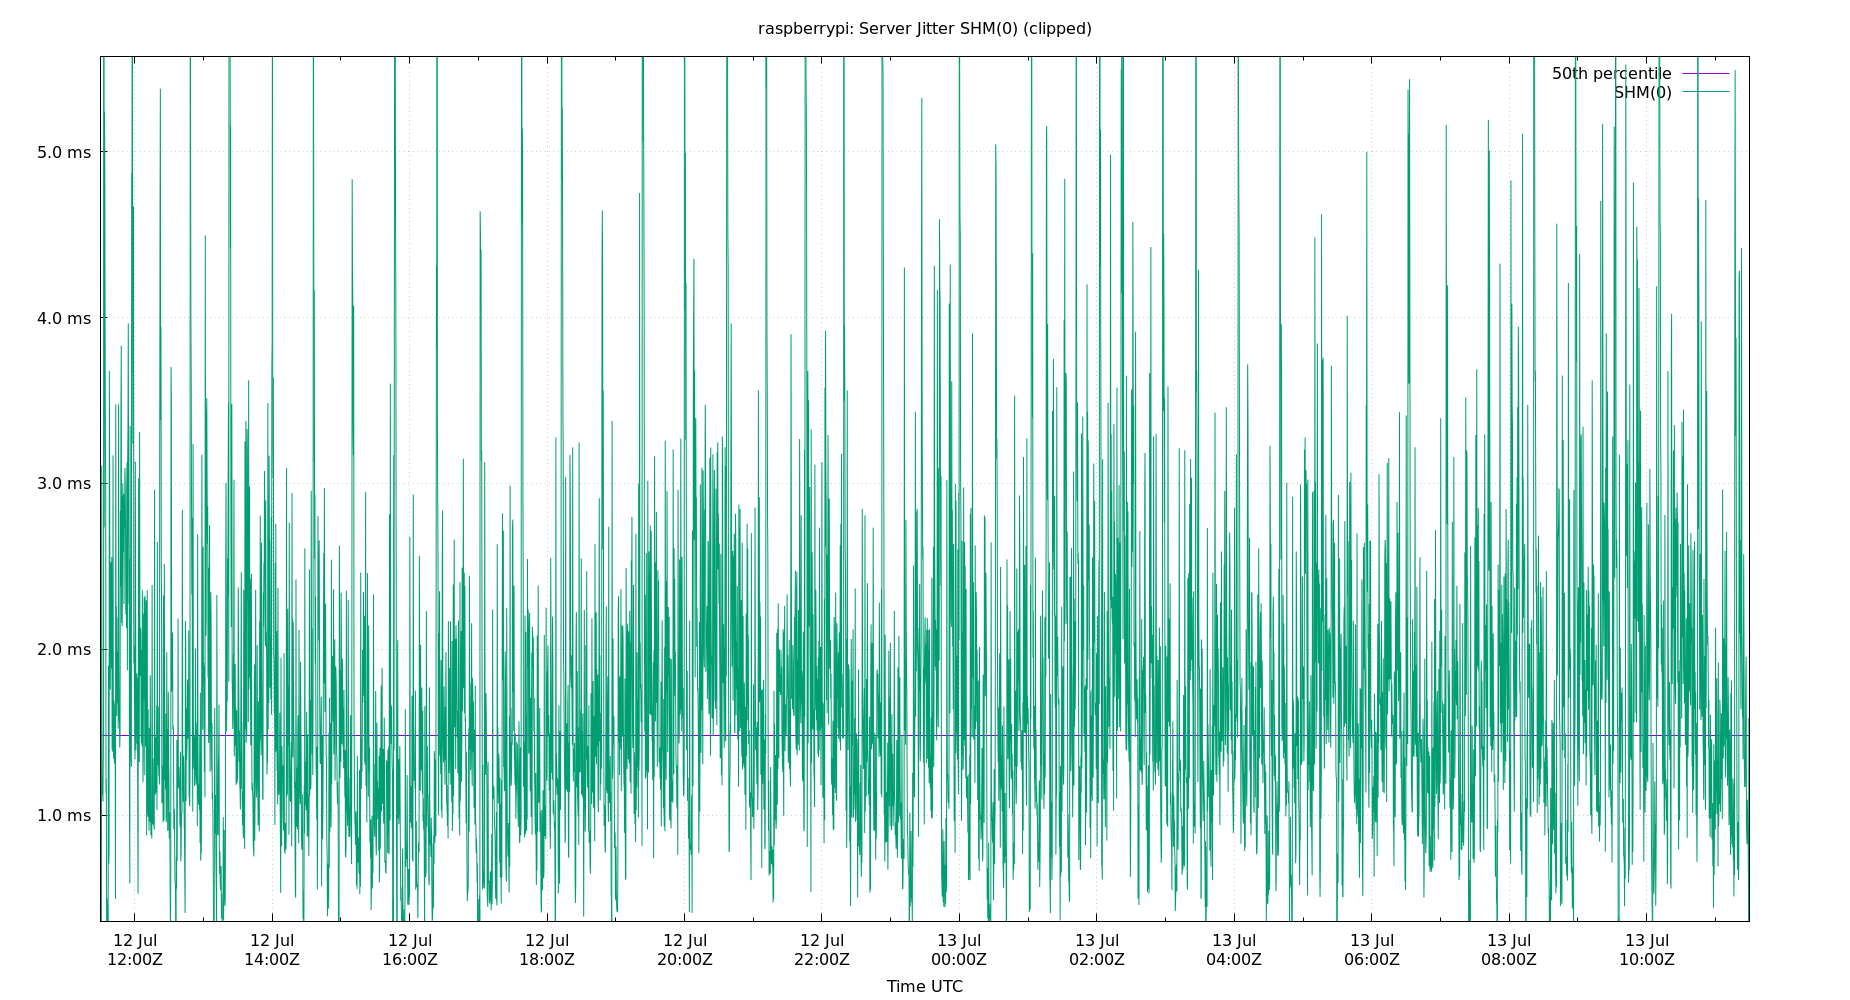 raspberrypi: Server Jitter SHM(0) (clipped)
50th percentile
SHM(0)
5.0 ms
4.0 ms
3.0 ms
2.0 ms
1.0 ms
12 Jul 12 Jul 12 Jul 12 Jul 12 Jul 12 Jul 13 Jul 13 Jul 13 Jul 13 Jul 13 Jul 13 Jul
12:00Z 14:00Z 16:00Z 18:00Z 20:00Z 22:00Z 00:00Z 02:00Z 04:00Z 06:00Z 08:00Z 10:00Z
Time UTC